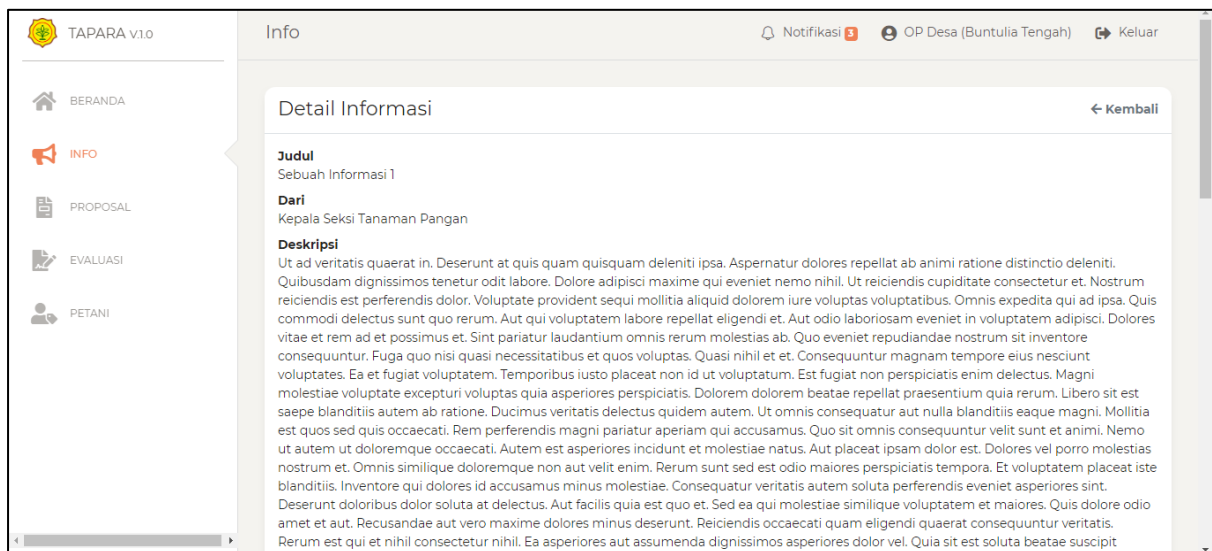 TAPARA v.1.0
Info
Notifikasi 3
OP Desa (Buntulia Tengah)
Keluar
BERANDA
INFO
PROPOSAL
EVALUASI
PETANI
Detail Informasi
Kembali
Judul
Sebuah Informasi 1
Dari
Kepala Seksi Tanaman Pangan
Deskripsi
Ut ad veritatis quaerat in. Deserunt at quis quam quisquam deleniti ipsa. Aspernatur dolores repellat ab animi ratione distinctio deleniti.
Quibusdam dignissimos tenetur odit labore. Dolore adipisci maxime qui eveniet nemo nihil. Ut reiciendis cupiditate consectetur et. Nostrum
reiciendis est perferendis dolor. Voluptate provident sequi mollitia aliquid dolorem iure voluptas voluptatibus. Omnis expedita qui ad ipsa. Quis
commodi delectus sunt quo rerum. Aut qui voluptatem labore repellat eligendi et. Aut odio laboriosam eveniet in voluptatem adipisci. Dolores
vitae et rem ad et possimus et. Sint pariatur laudantium omnis rerum molestias ab. Quo eveniet repudiandae nostrum sit inventore
consequuntur. Fuga quo nisi quasi necessitatibus et quos voluptas. Quasi nihil et et. Consequuntur magnam tempore eius nesciunt
voluptates. Ea et fugiat voluptatem. Temporibus iusto placeat non id ut voluptatum. Est fugiat non perspiciatis enim delectus. Magni
molestiae voluptate excepturi voluptas quia asperiores perspiciatis. Dolorem dolorem beatae repellat praesentium quia rerum. Libero sit est
saepe blanditiis autem ab ratione. Ducimus veritatis delectus quidem autem. Ut omnis consequatur aut nulla blanditiis eaque magni. Mollitia
est quos sed quis occaecati. Rem perferendis magni pariatur aperiam qui accusamus. Quo sit omnis consequuntur velit sunt et animi. Nemo
ut autem ut doloremque occaecati. Autem est asperiores incidunt et molestiae natus. Aut placeat ipsam dolor est. Dolores vel porro molestias
nostrum et. Omnis similique doloremque non aut velit enim. Rerum sunt sed est odio maiores perspiciatis tempora. Et voluptatem placeat iste
blanditiis. Inventore qui dolores id accusamus minus molestiae. Consequatur veritatis autem soluta perferendis eveniet asperiores sint.
Deserunt doloribus dolor soluta at delectus. Aut facilis quia est quo et. Sed ea qui molestiae similique voluptatem et maiores. Quis dolore odio
amet et aut. Recusandae aut vero maxime dolores minus deserunt. Reiciendis occaecati quam eligendi quaerat consequuntur veritatis.
Rerum est qui et nihil consectetur nihil. Ea asperiores aut assumenda dignissimos asperiores dolor vel. Quia sit est soluta beatae suscipit